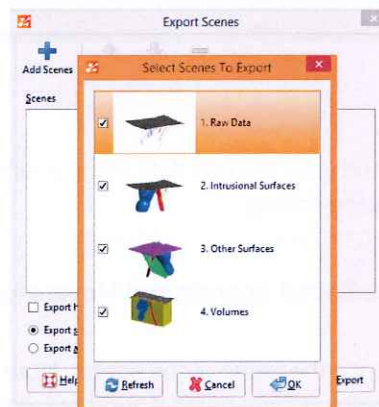 Export Scenes
Add Scenes
Select Scenes To Export
Scenes
1. Raw Data
2. Intrusional Surfaces
3. Other Surfaces
4. Volumes
Export
Export
Export
Help
Refresh
Cancel
OK
Export